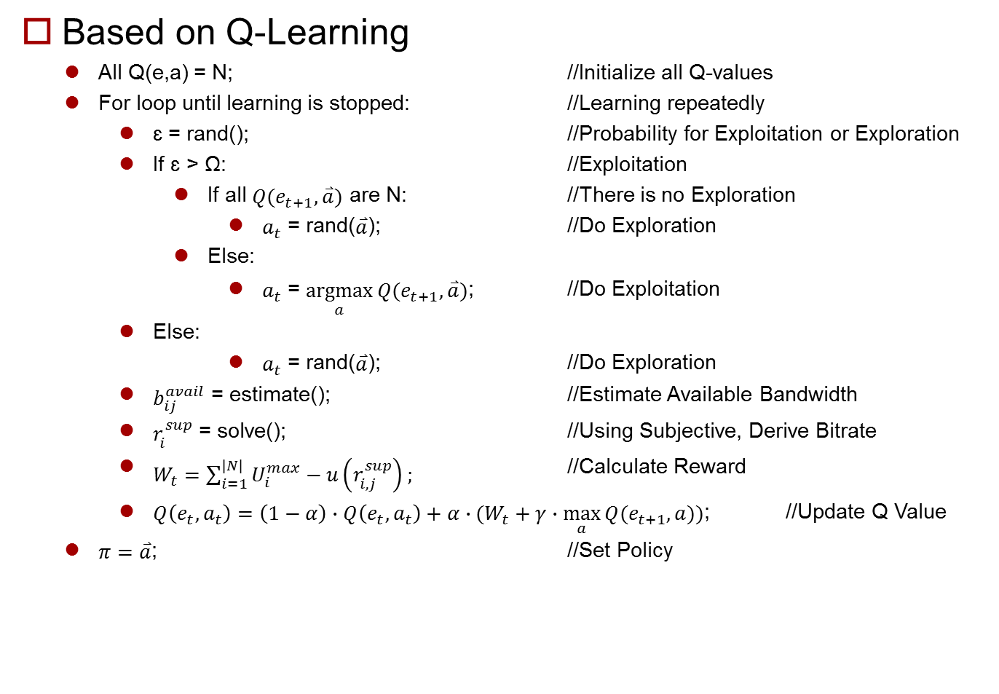 Based on Q-Learning
All Q(e,a) = N; //Initialize all Q-values
For loop until learning is stopped: //Learning repeatedly
ε = rand(); //Probability for Exploitation or Exploration
If ε > Ω: //Exploitation
If all $Q(e_{t+1}, \vec{a})$ are N: //There is no Exploration
$a_t$ = rand($\vec{a}$); //Do Exploration
Else:
$a_t$ = $\underset{a}{\mathrm{argmax}}\, Q(e_{t+1}, \vec{a})$; //Do Exploitation
Else:
$a_t$ = rand($\vec{a}$); //Do Exploration
$b_{ij}^{avail}$ = estimate(); //Estimate Available Bandwidth
$r_i^{sup}$ = solve(); //Using Subjective, Derive Bitrate
$W_t = \sum_{i=1}^{|N|} U_i^{max} - u\left(r_{i,j}^{sup}\right)$; //Calculate Reward
$Q(e_t, a_t) = (1 - \alpha) \cdot Q(e_t, a_t) + \alpha \cdot (W_t + \gamma \cdot \underset{a}{\max}\, Q(e_{t+1}, a))$; //Update Q Value
$\pi = \vec{a}$; //Set Policy